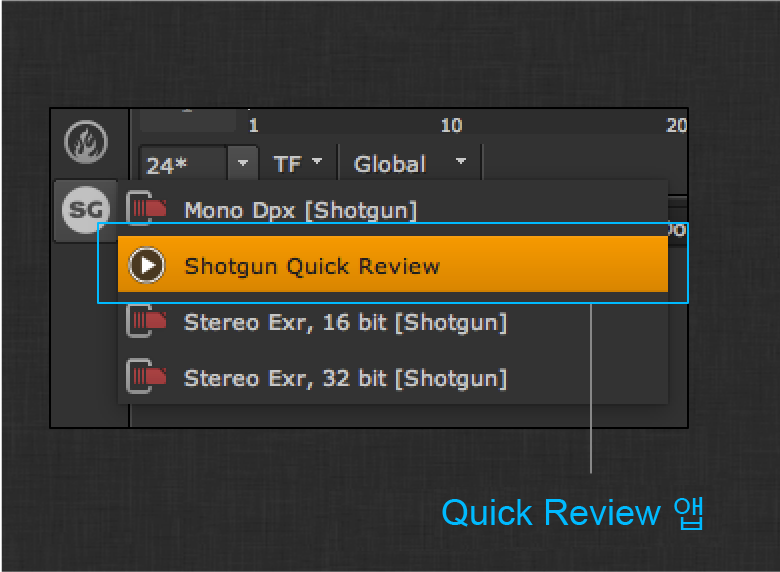 1 10 20
24* TF Global
SG Mono Dpx [Shotgun]
Shotgun Quick Review
Stereo Exr, 16 bit [Shotgun]
Stereo Exr, 32 bit [Shotgun]
Quick Review 앱